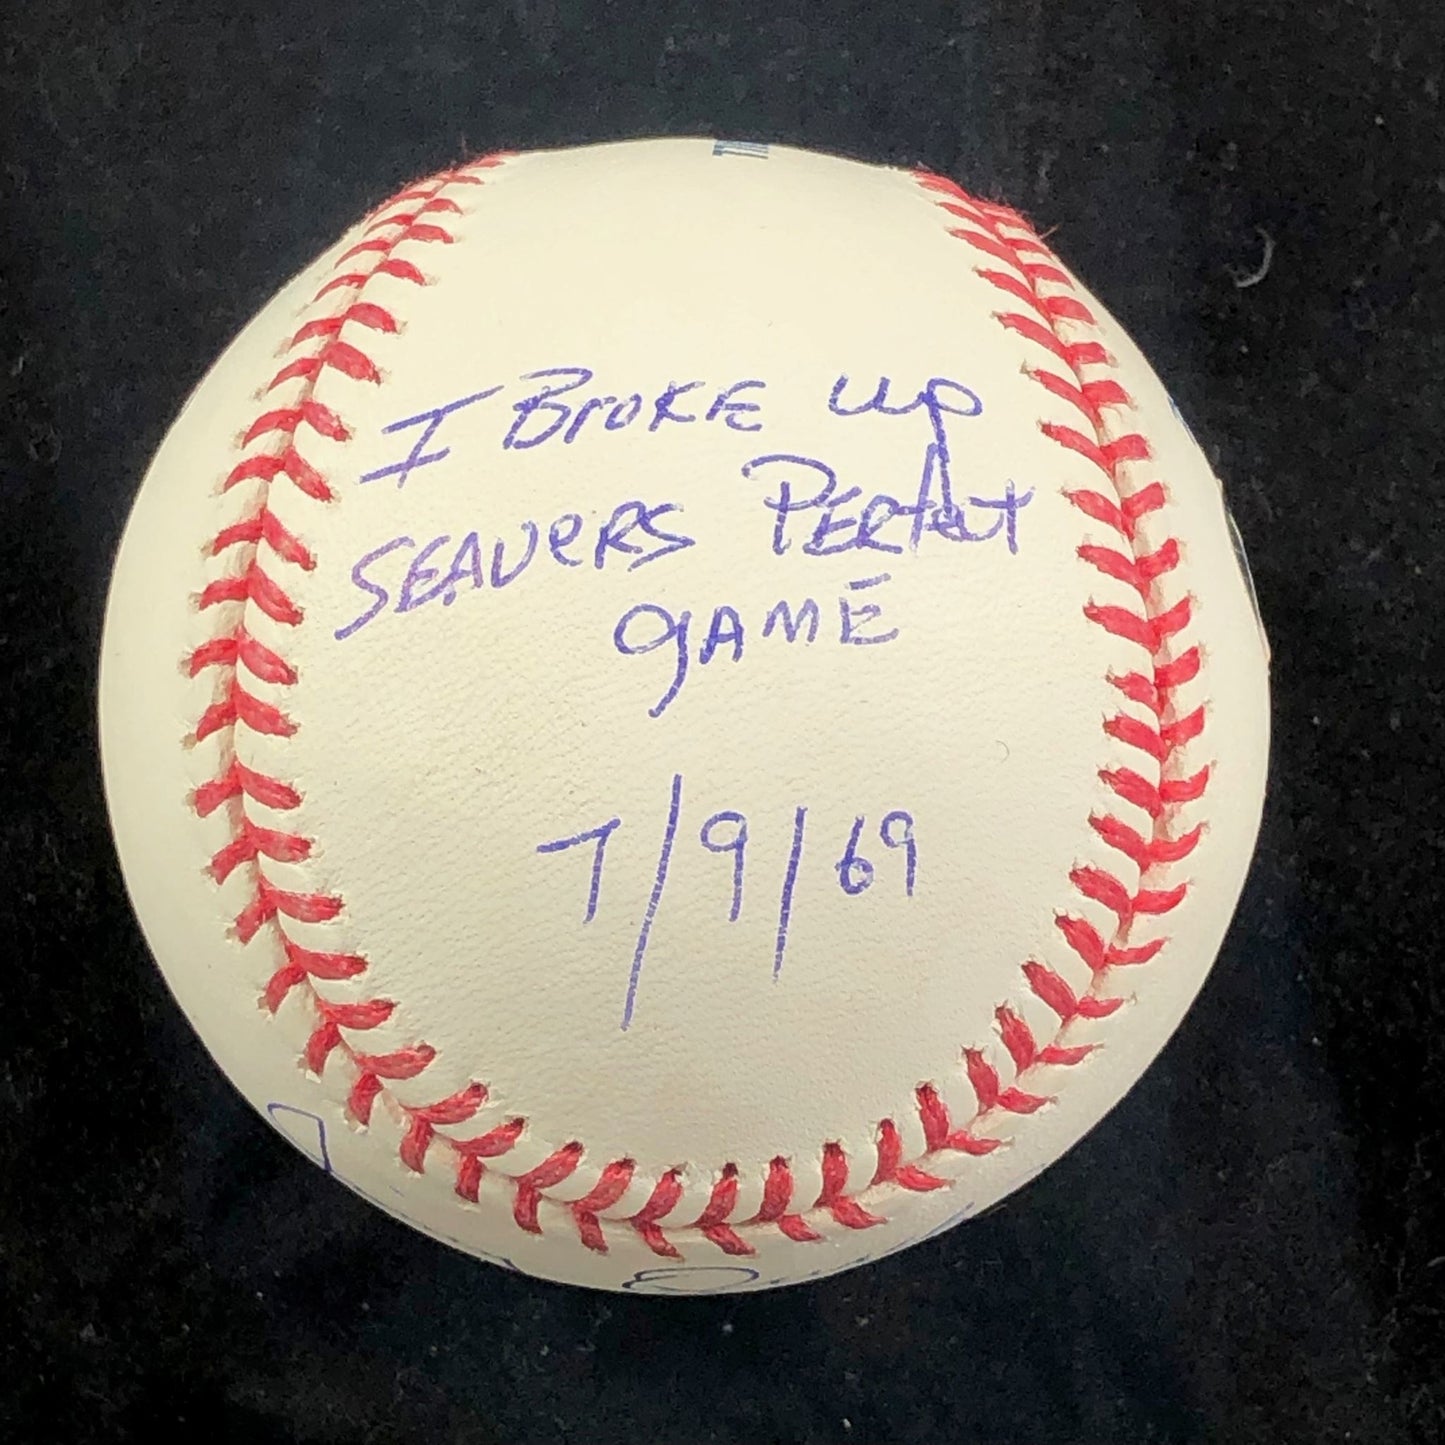 I BroKE up
SEAVERS PERfect
gAME
7/9/69